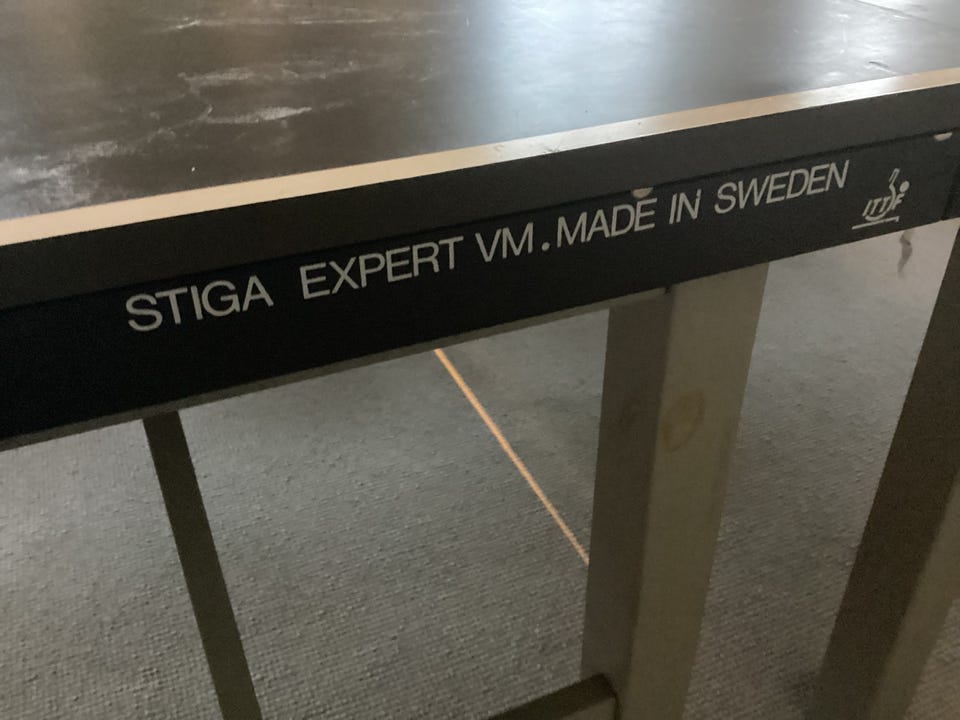 STIGA EXPERT VM. MADE IN SWEDEN
ITTF